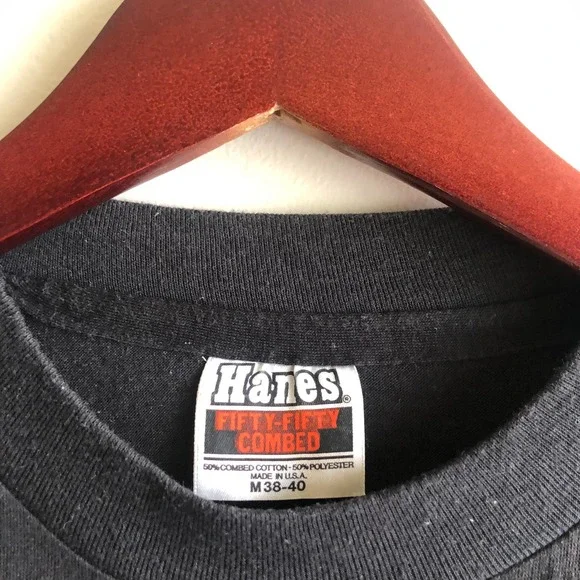 Hanes®
FIFTY-FIFTY
COMBED
50% COMBED COTTON • 50% POLYESTER
MADE IN U.S.A.
M 38-40